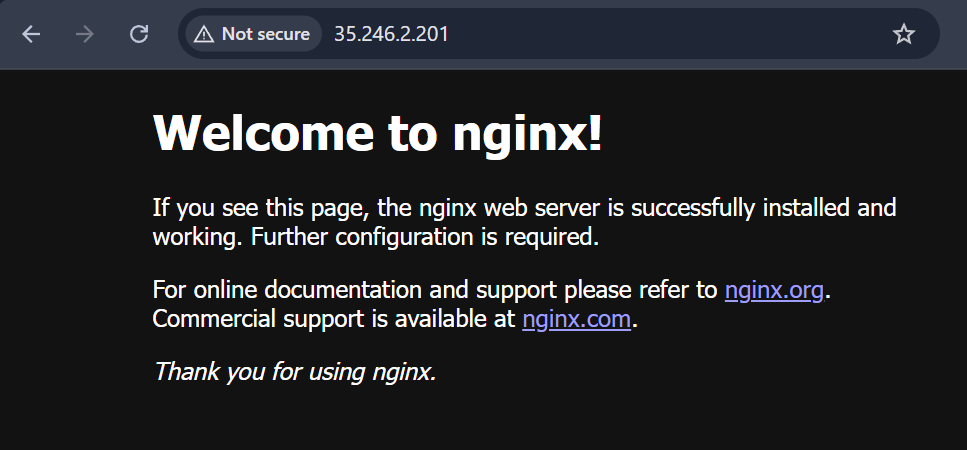 Not secure 35.246.2.201
Welcome to nginx!
If you see this page, the nginx web server is successfully installed and
working. Further configuration is required.
For online documentation and support please refer to nginx.org.
Commercial support is available at nginx.com.
Thank you for using nginx.